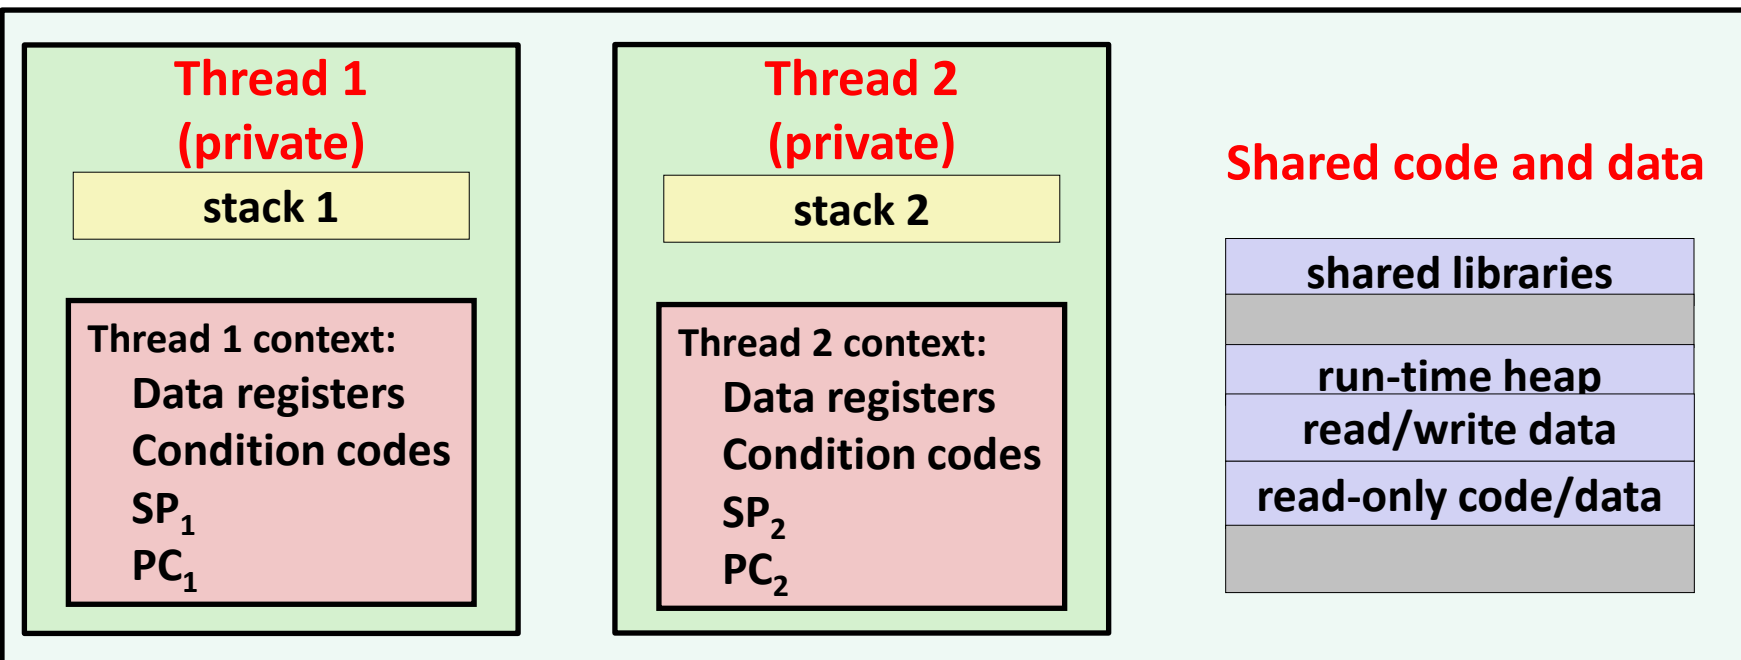 Thread 1
(private)
stack 1
Thread 1 context:
Data registers
Condition codes
SP₁
PC₁
Thread 2
(private)
stack 2
Thread 2 context:
Data registers
Condition codes
SP₂
PC₂
Shared code and data
shared libraries
run-time heap
read/write data
read-only code/data